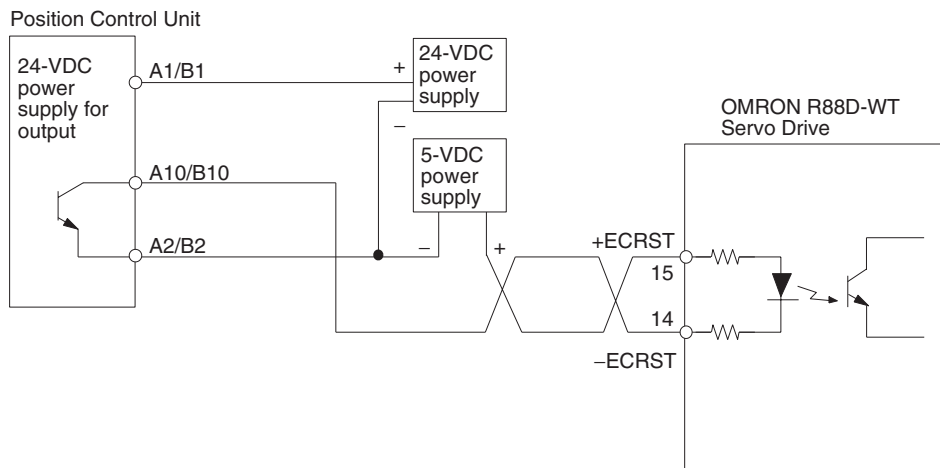 Position Control Unit
24-VDC
power
supply for
output
A1/B1
+
24-VDC
power
supply
–
OMRON R88D-WT
Servo Drive
5-VDC
power
supply
A10/B10
A2/B2
–
+
+ECRST
15
14
–ECRST